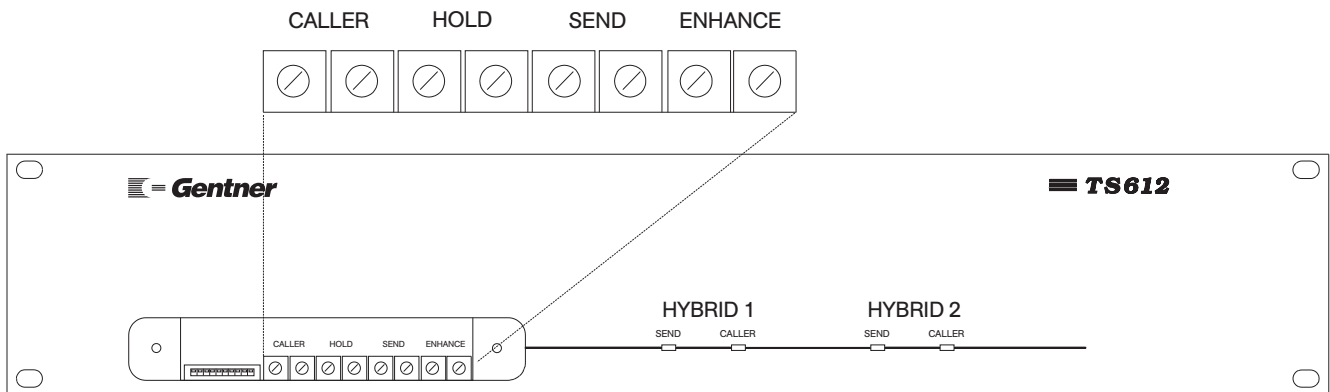 CALLER HOLD SEND ENHANCE
Gentner
TS612
HYBRID 1 HYBRID 2
SEND CALLER SEND CALLER
CALLER HOLD SEND ENHANCE